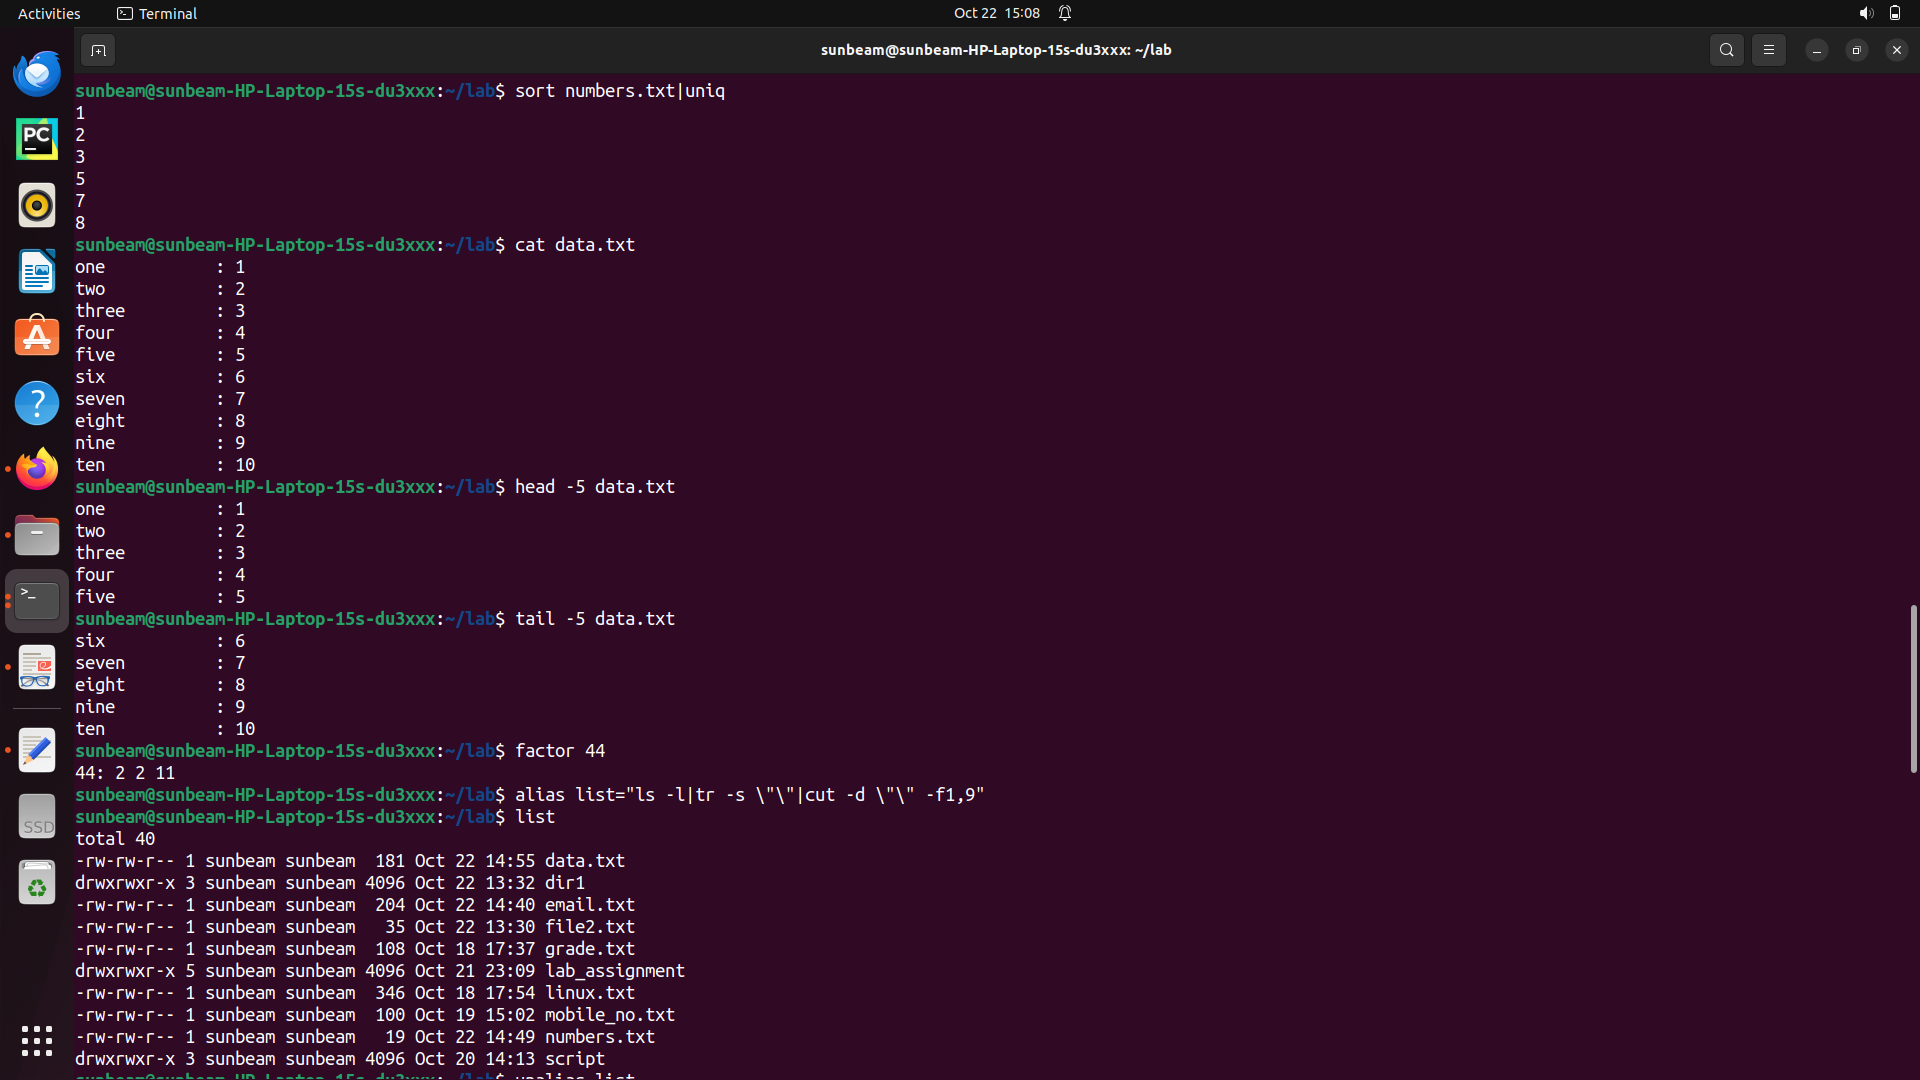 Activities
Terminal
Oct 22 15:08
sunbeam@sunbeam-HP-Laptop-15s-du3xxx: ~/lab
sunbeam@sunbeam-HP-Laptop-15s-du3xxx:~/lab$ sort numbers.txt|uniq
1
2
3
5
7
8
sunbeam@sunbeam-HP-Laptop-15s-du3xxx:~/lab$ cat data.txt
one : 1
two : 2
three : 3
four : 4
five : 5
six : 6
seven : 7
eight : 8
nine : 9
ten : 10
sunbeam@sunbeam-HP-Laptop-15s-du3xxx:~/lab$ head -5 data.txt
one : 1
two : 2
three : 3
four : 4
five : 5
sunbeam@sunbeam-HP-Laptop-15s-du3xxx:~/lab$ tail -5 data.txt
six : 6
seven : 7
eight : 8
nine : 9
ten : 10
sunbeam@sunbeam-HP-Laptop-15s-du3xxx:~/lab$ factor 44
44: 2 2 11
sunbeam@sunbeam-HP-Laptop-15s-du3xxx:~/lab$ alias list="ls -l|tr -s \"\"|cut -d \"\" -f1,9"
sunbeam@sunbeam-HP-Laptop-15s-du3xxx:~/lab$ list
total 40
-rw-rw-r-- 1 sunbeam sunbeam  181 Oct 22 14:55 data.txt
drwxrwxr-x 3 sunbeam sunbeam 4096 Oct 22 13:32 dir1
-rw-rw-r-- 1 sunbeam sunbeam  204 Oct 22 14:40 email.txt
-rw-rw-r-- 1 sunbeam sunbeam   35 Oct 22 13:30 file2.txt
-rw-rw-r-- 1 sunbeam sunbeam  108 Oct 18 17:37 grade.txt
drwxrwxr-x 5 sunbeam sunbeam 4096 Oct 21 23:09 lab_assignment
-rw-rw-r-- 1 sunbeam sunbeam  346 Oct 18 17:54 linux.txt
-rw-rw-r-- 1 sunbeam sunbeam  100 Oct 19 15:02 mobile_no.txt
-rw-rw-r-- 1 sunbeam sunbeam   19 Oct 22 14:49 numbers.txt
drwxrwxr-x 3 sunbeam sunbeam 4096 Oct 20 14:13 script
sunbeam@sunbeam-HP-Laptop-15s-du3xxx:~/lab$ unalias list
PC
SSD